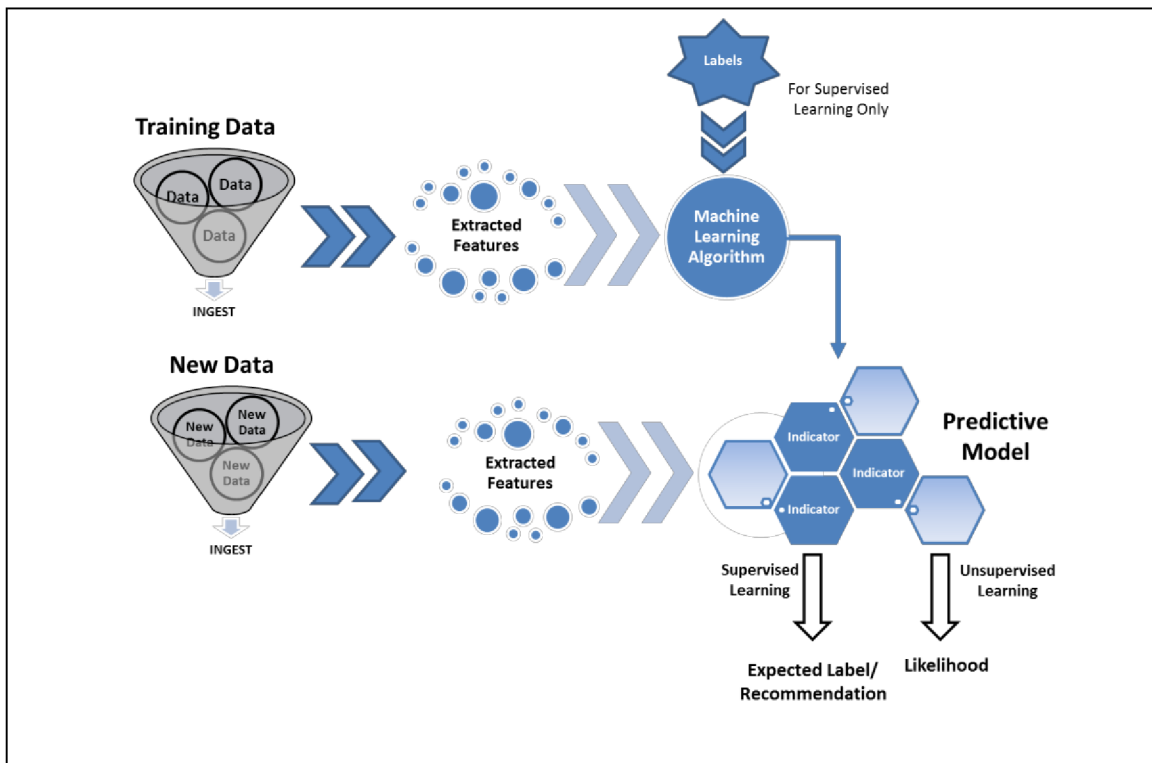 Labels
For Supervised
Learning Only
Training Data
Data
Data
Data
INGEST
Extracted
Features
Machine
Learning
Algorithm
New Data
New
Data
New
Data
New
Data
INGEST
Extracted
Features
Indicator
Indicator
Indicator
Predictive
Model
Supervised
Learning
Unsupervised
Learning
Expected Label/
Recommendation
Likelihood